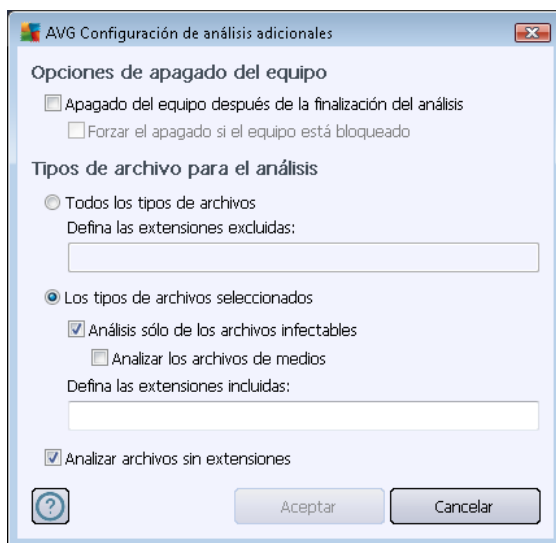 AVG Configuración de análisis adicionales
Opciones de apagado del equipo
Apagado del equipo después de la finalización del análisis
Forzar el apagado si el equipo está bloqueado
Tipos de archivo para el análisis
Todos los tipos de archivos
Defina las extensiones excluidas:
Los tipos de archivos seleccionados
Análisis sólo de los archivos infectables
Analizar los archivos de medios
Defina las extensiones incluidas:
Analizar archivos sin extensiones
?
Aceptar
Cancelar